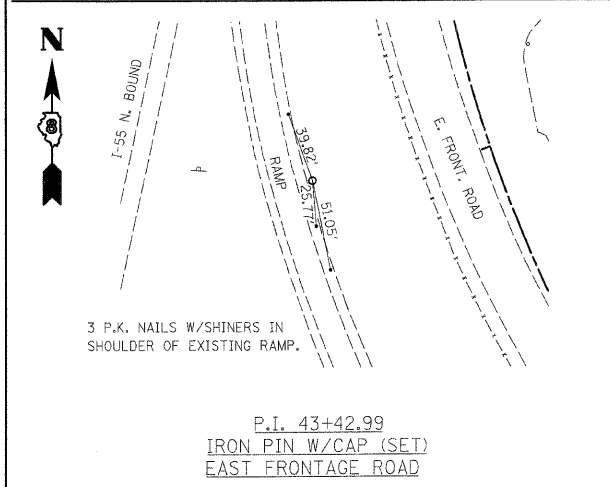 N
I-55 N. BOUND
RAMP
39.82'
25.77'
51.05'
E. FRONT. ROAD
3 P.K. NAILS W/SHINERS IN
SHOULDER OF EXISTING RAMP.
P.I. 43+42.99
IRON PIN W/CAP (SET)
EAST FRONTAGE ROAD